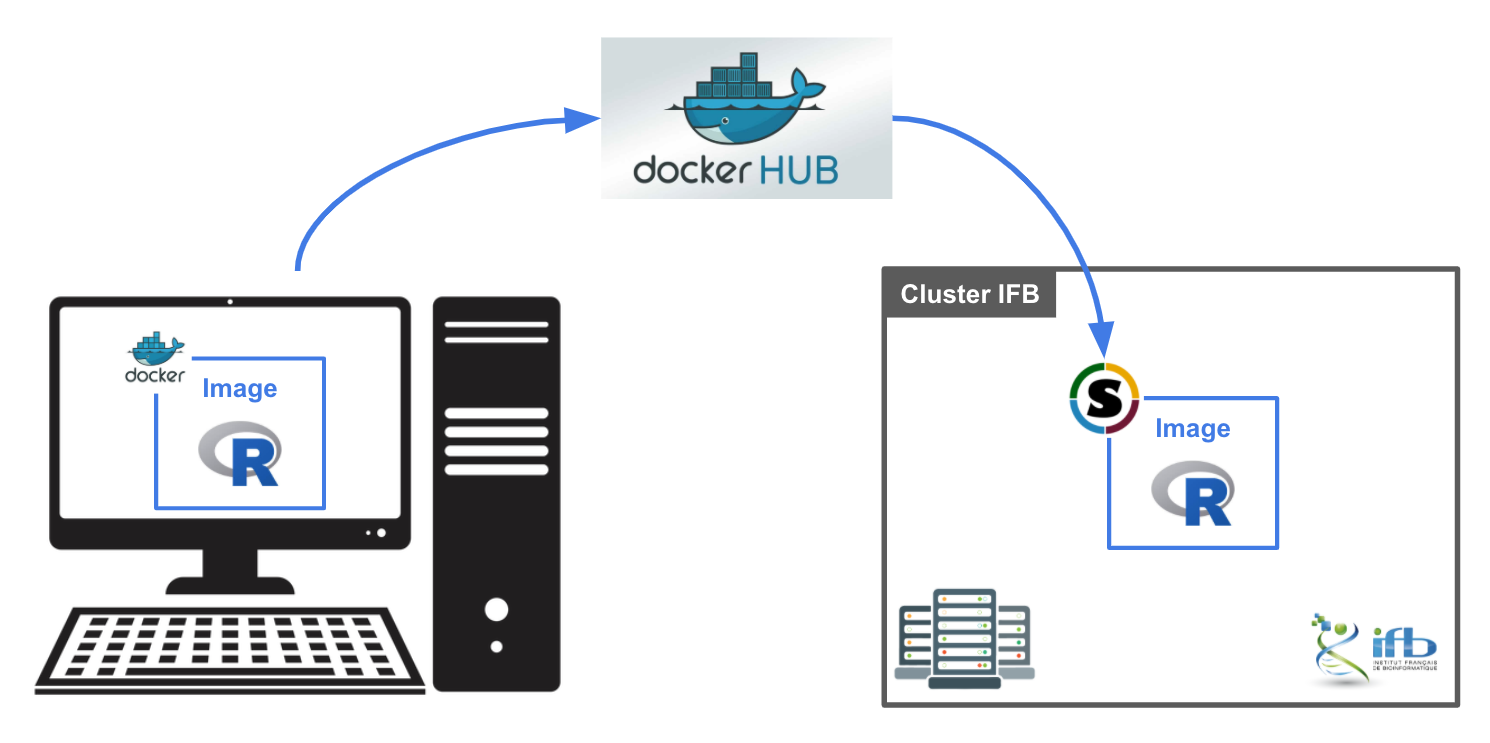 docker HUB
Cluster IFB
docker
Image
R
S
Image
R
ifb
INSTITUT FRANÇAIS
DE BIOINFORMATIQUE